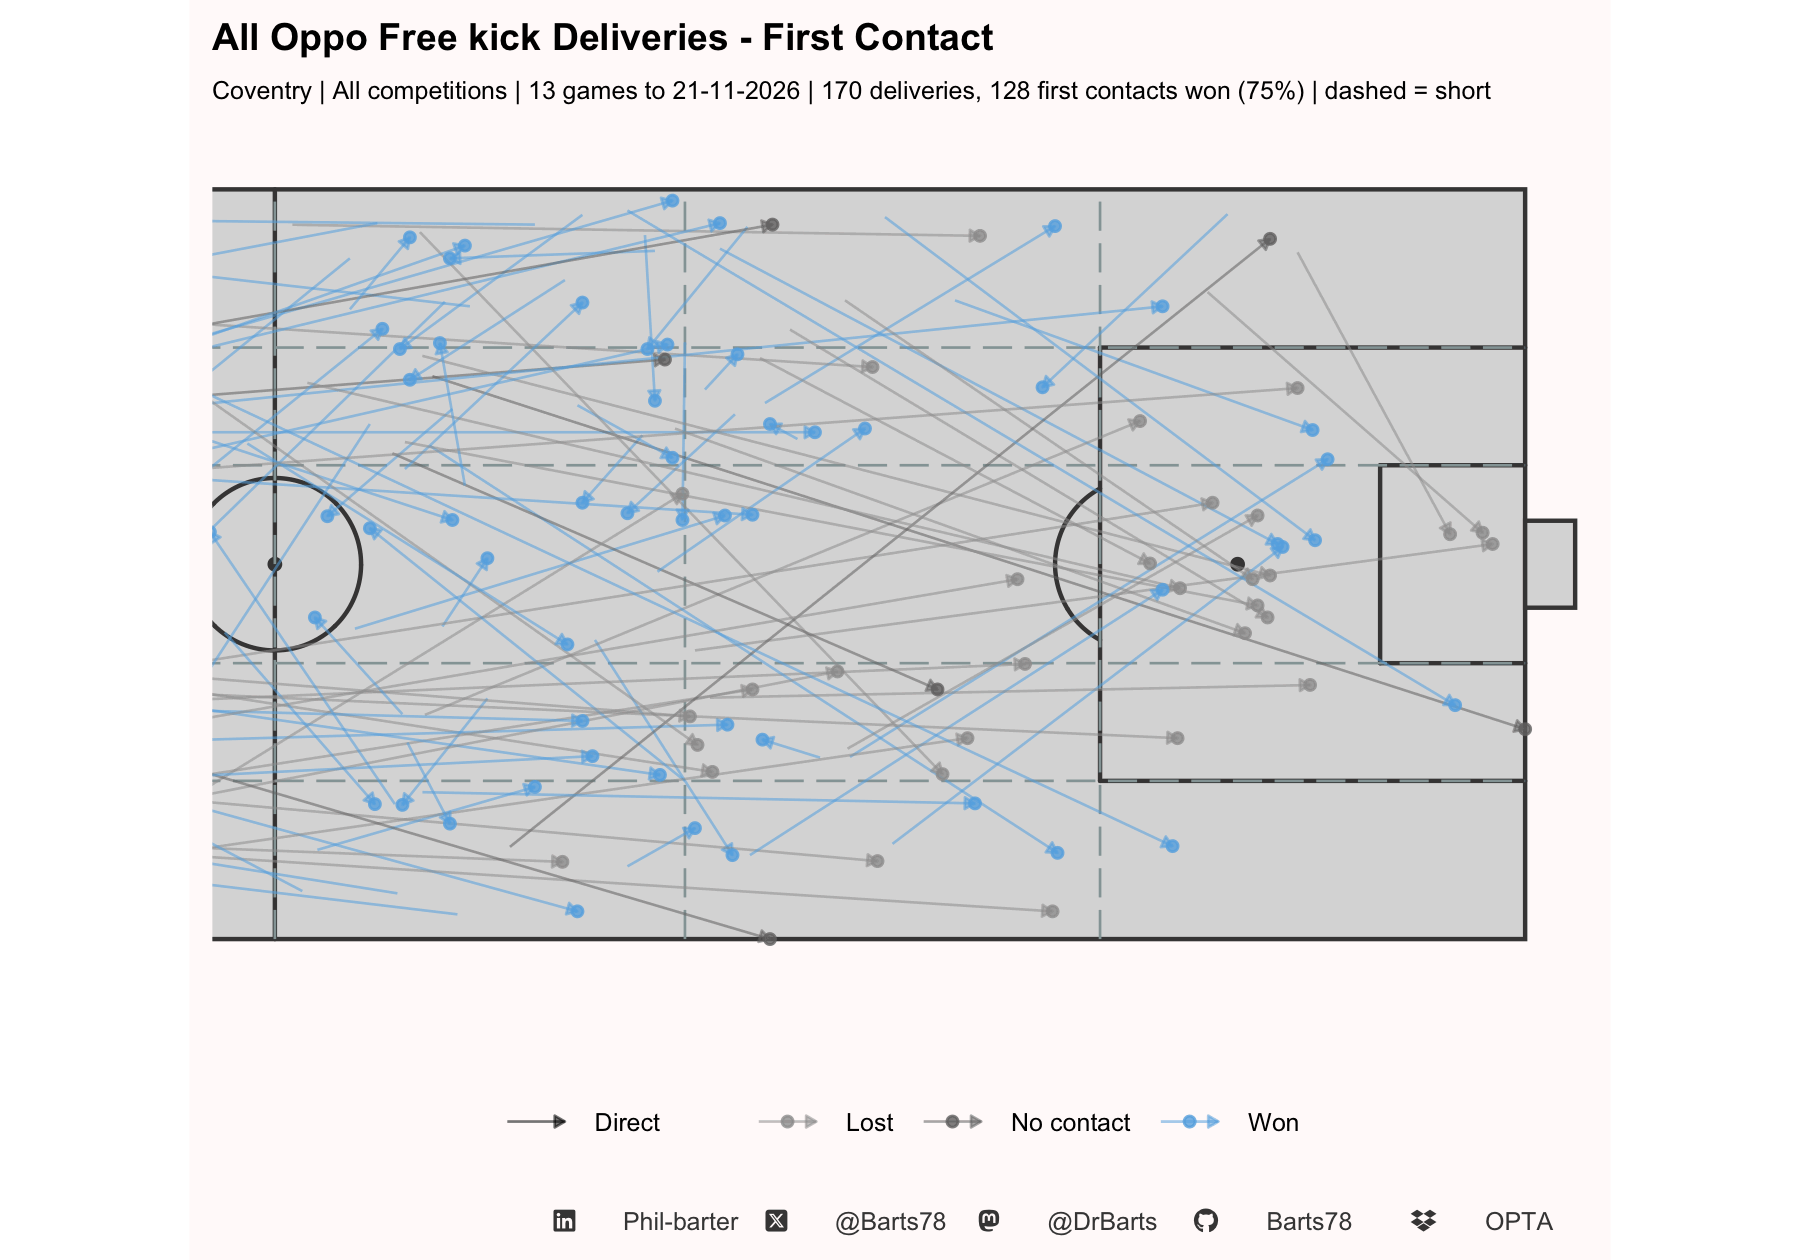 All Oppo Free kick Deliveries - First Contact
Coventry | All competitions | 13 games to 21-11-2026 | 170 deliveries, 128 first contacts won (75%) | dashed = short
Direct Lost No contact Won
Phil-barter @Barts78 @DrBarts Barts78 OPTA